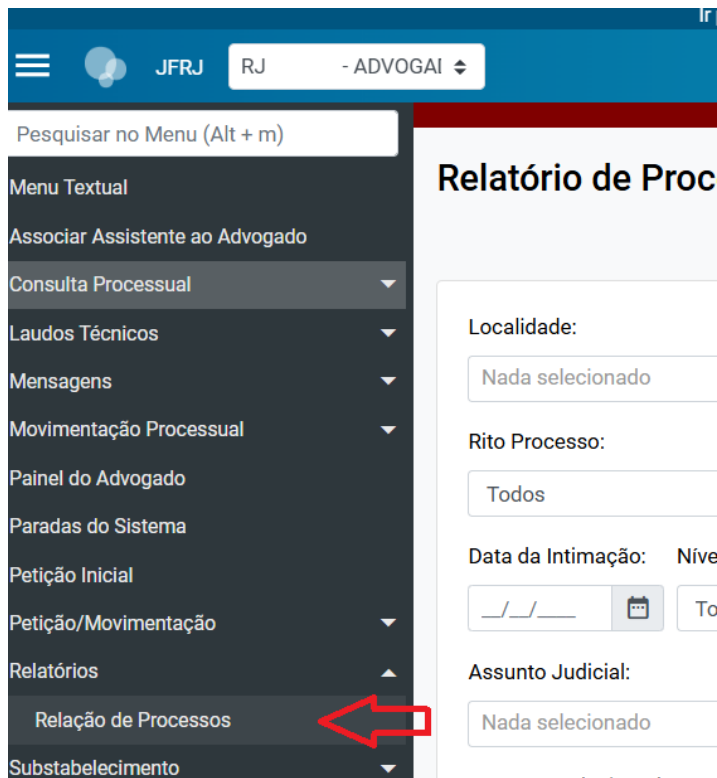 Ir
JFRJ
RJ - ADVOGAI
Pesquisar no Menu (Alt + m)
Menu Textual
Associar Assistente ao Advogado
Consulta Processual
Laudos Técnicos
Mensagens
Movimentação Processual
Painel do Advogado
Paradas do Sistema
Petição Inicial
Petição/Movimentação
Relatórios
Relação de Processos
Substabelecimento
Relatório de Proc
Localidade:
Nada selecionado
Rito Processo:
Todos
Data da Intimação: Níve
__/__/____ To
Assunto Judicial:
Nada selecionado